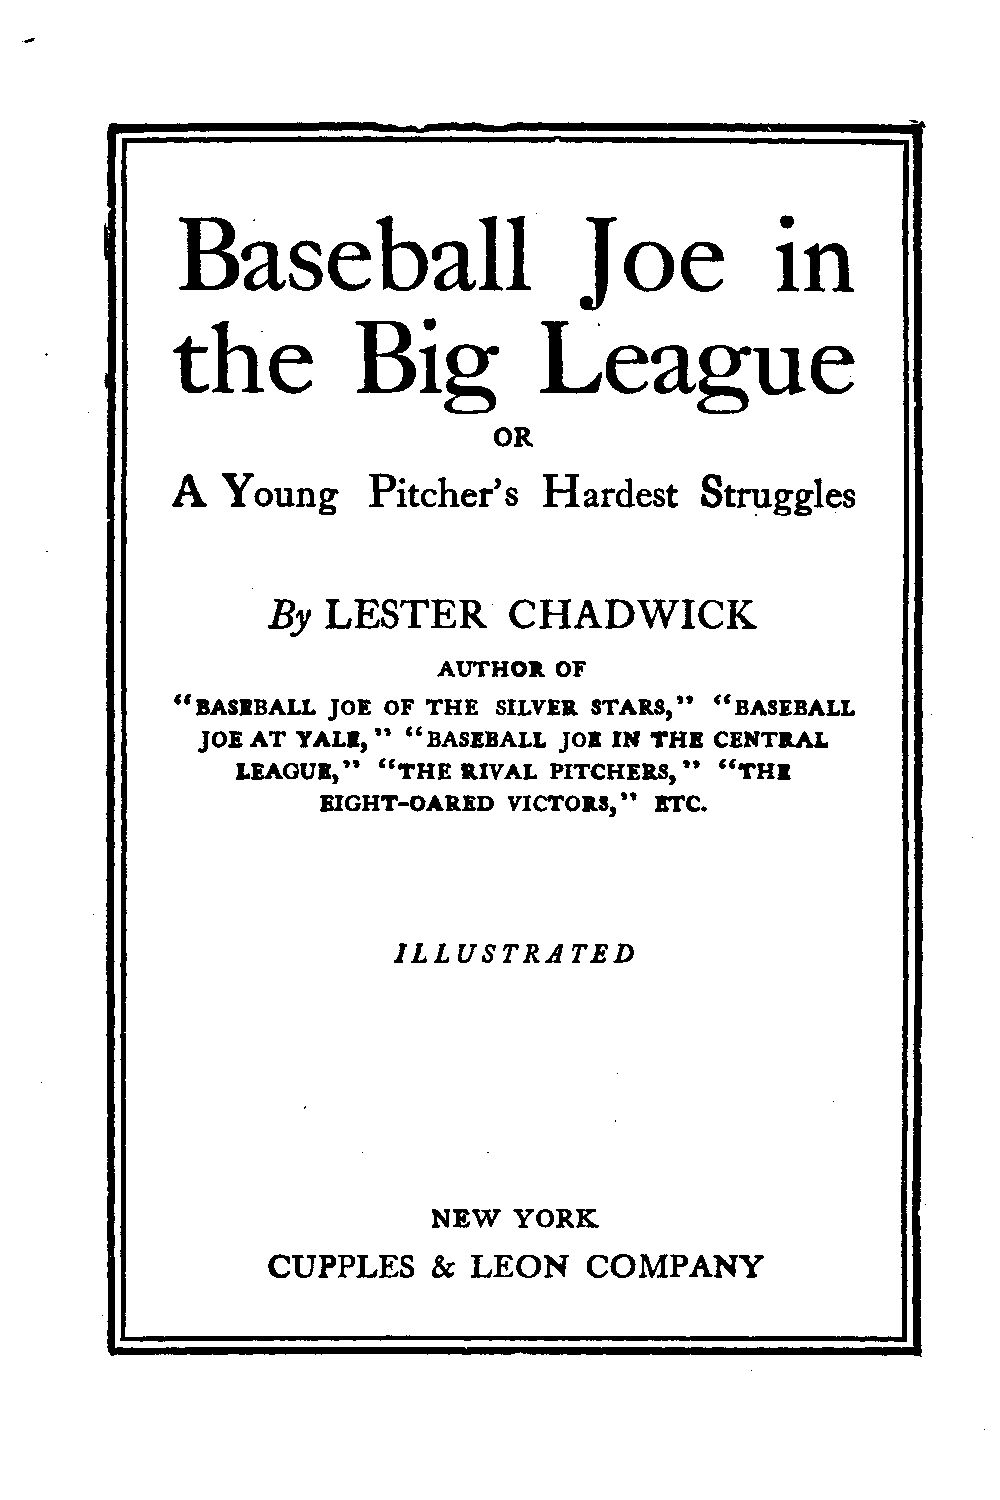 Baseball Joe in
the Big League
OR
A Young Pitcher's Hardest Struggles
By LESTER CHADWICK
AUTHOR OF
“BASEBALL JOE OF THE SILVER STARS,” “BASEBALL
JOE AT YALE,” “BASEBALL JOE IN THE CENTRAL
LEAGUE,” “THE RIVAL PITCHERS,” “THE
EIGHT-OARED VICTORS,” ETC.
ILLUSTRATED
NEW YORK
CUPPLES & LEON COMPANY